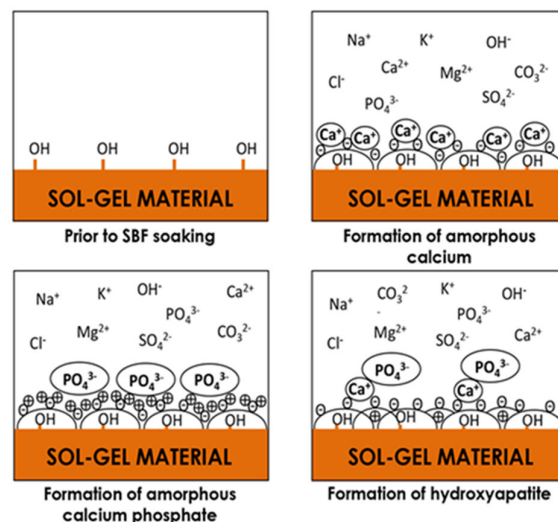 OH OH OH OH
SOL-GEL MATERIAL
Prior to SBF soaking
Na⁺ K⁺ OH⁻
Cl⁻ Ca²⁺ Mg²⁺ CO₃²⁻
PO₄³⁻ SO₄²⁻
Ca⁺ Ca⁺ Ca⁺ Ca⁺ Ca⁺ Ca⁺
OH OH OH OH
SOL-GEL MATERIAL
Formation of amorphous
calcium
Na⁺ K⁺ OH⁻ Ca²⁺
PO₄³⁻
Cl⁻ Mg²⁺ SO₄²⁻ CO₃²⁻
PO₄³⁻ PO₄³⁻ PO₄³⁻
OH OH OH OH
SOL-GEL MATERIAL
Formation of amorphous
calcium phosphate
Na⁺ CO₃² K⁺ OH⁻
-
PO₄³⁻
Cl⁻ Mg²⁺ SO₄²⁻ Ca²⁺
PO₄³⁻ PO₄³⁻
Ca⁺ Ca⁺
OH OH OH OH
SOL-GEL MATERIAL
Formation of hydroxyapatite